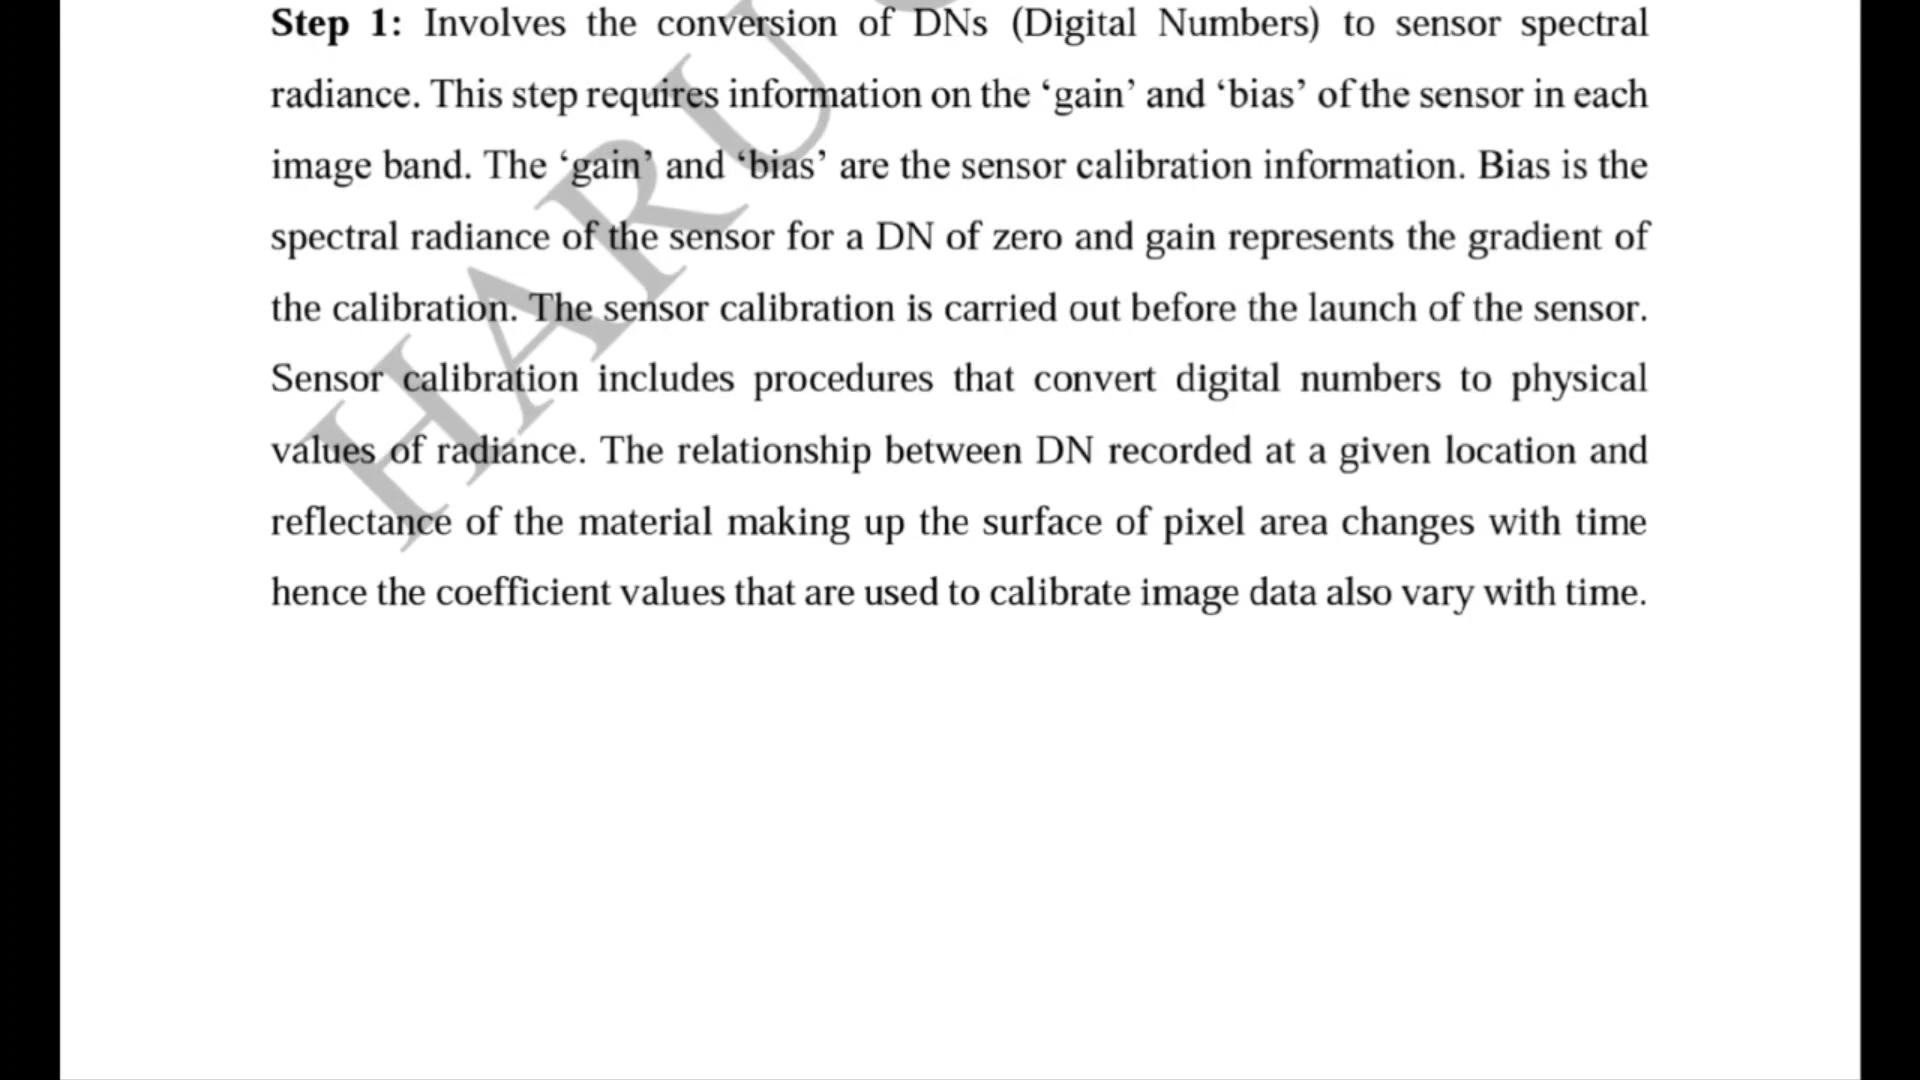 Step 1: Involves the conversion of DNs (Digital Numbers) to sensor spectral
radiance. This step requires information on the ‘gain’ and ‘bias’ of the sensor in each
image band. The ‘gain’ and ‘bias’ are the sensor calibration information. Bias is the
spectral radiance of the sensor for a DN of zero and gain represents the gradient of
the calibration. The sensor calibration is carried out before the launch of the sensor.
Sensor calibration includes procedures that convert digital numbers to physical
values of radiance. The relationship between DN recorded at a given location and
reflectance of the material making up the surface of pixel area changes with time
hence the coefficient values that are used to calibrate image data also vary with time.
HARU